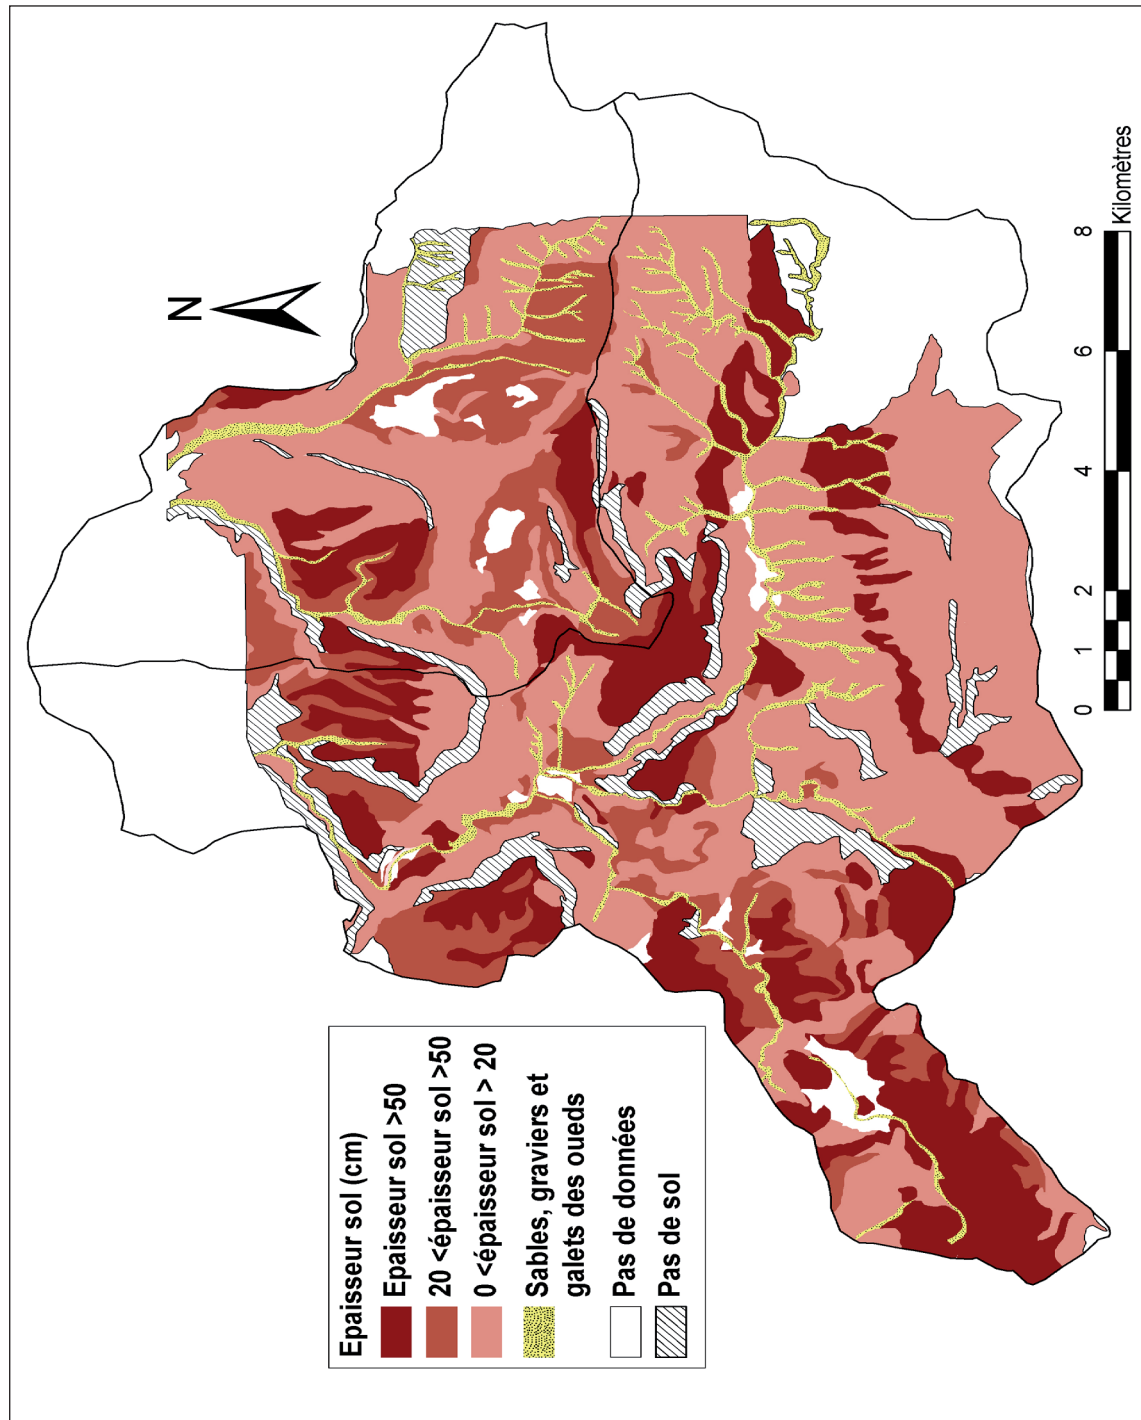 N
Epaisseur sol (cm)
Epaisseur sol >50
20 <épaisseur sol >50
0 <épaisseur sol > 20
Sables, graviers et
galets des oueds
Pas de données
Pas de sol
0 1 2 4 6 8
Kilomètres